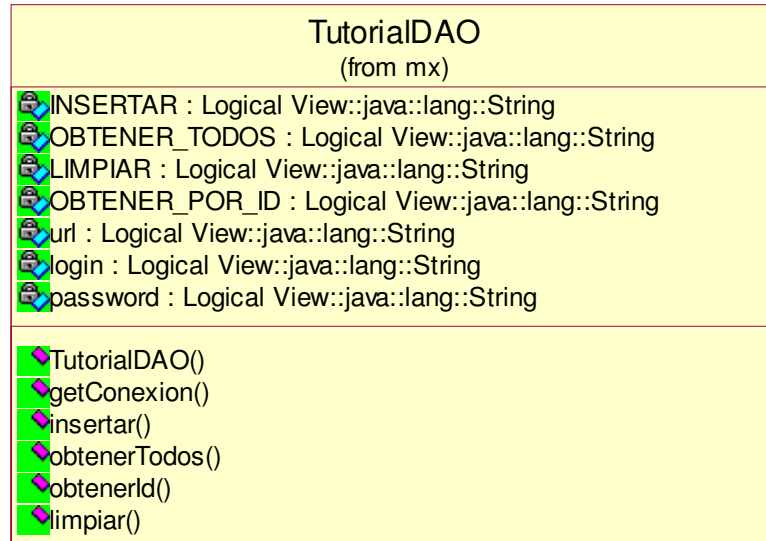 TutorialDAO
(from mx)
INSERTAR : Logical View::java::lang::String
OBTENER_TODOS : Logical View::java::lang::String
LIMPIAR : Logical View::java::lang::String
OBTENER_POR_ID : Logical View::java::lang::String
url : Logical View::java::lang::String
login : Logical View::java::lang::String
password : Logical View::java::lang::String
TutorialDAO()
getConexion()
insertar()
obtenerTodos()
obtenerId()
limpiar()